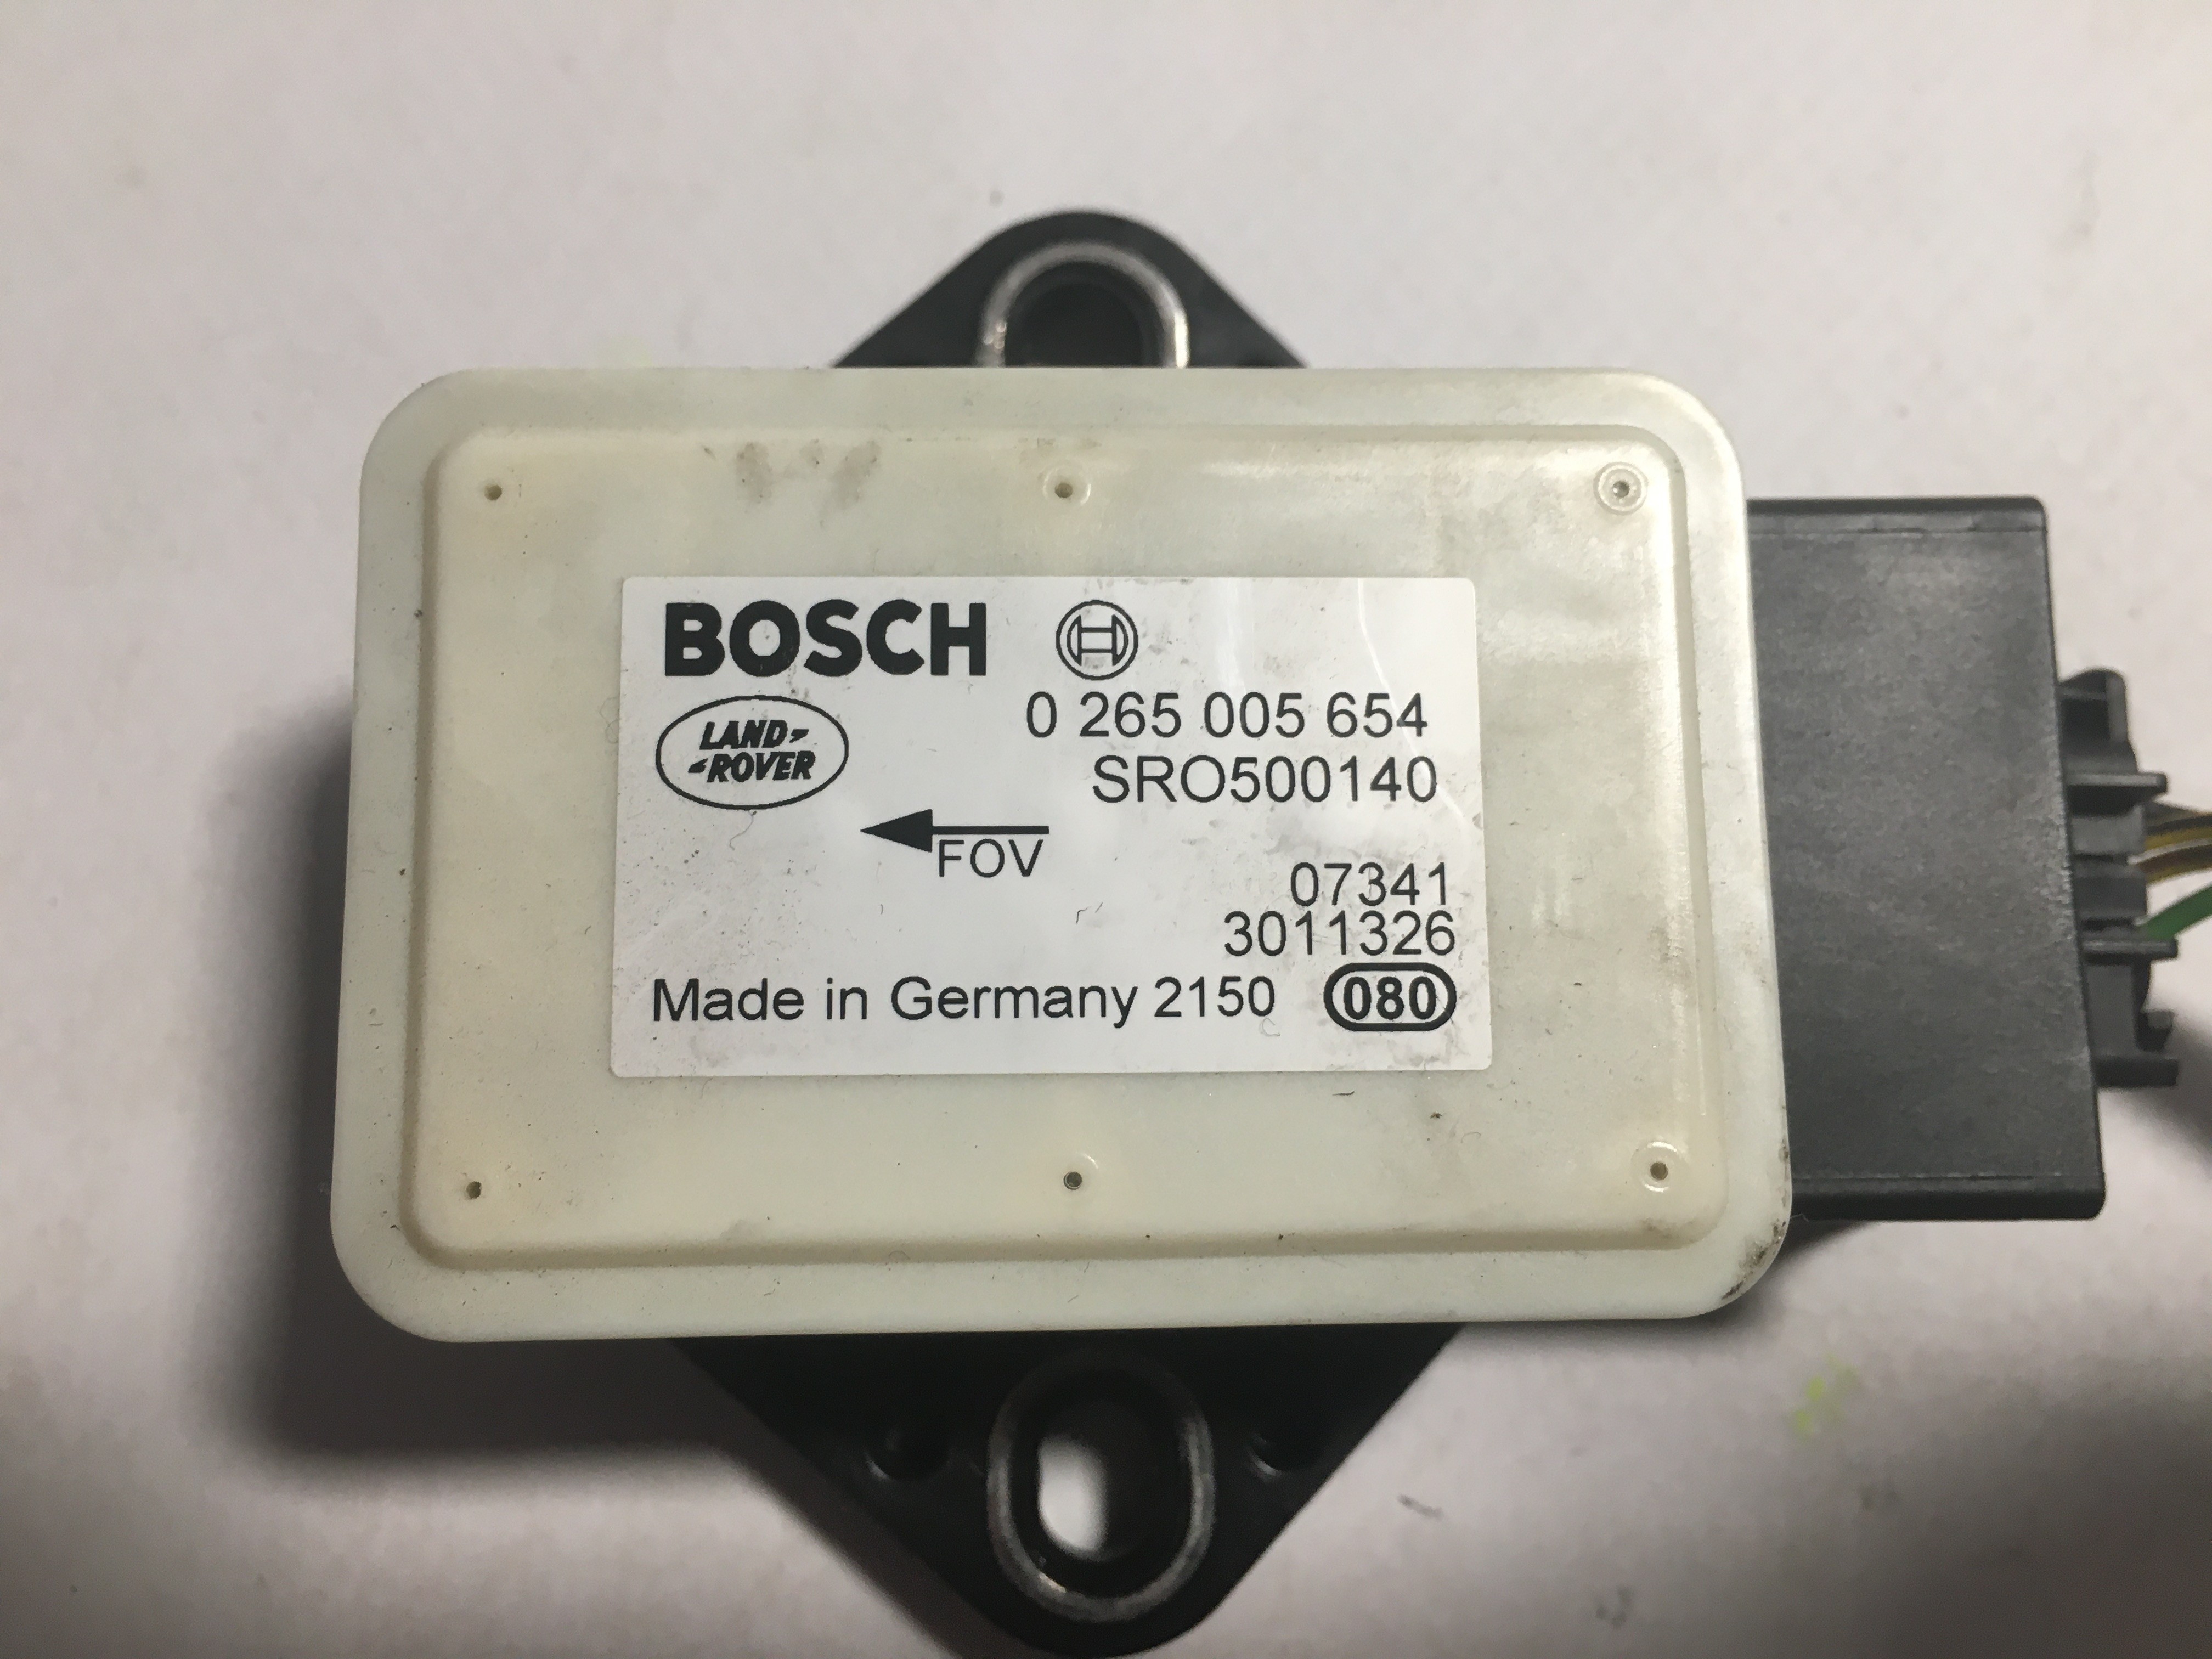 BOSCH
0 265 005 654
LAND-
-ROVER
SRO500140
FOV
07341
3011326
Made in Germany 2150 080